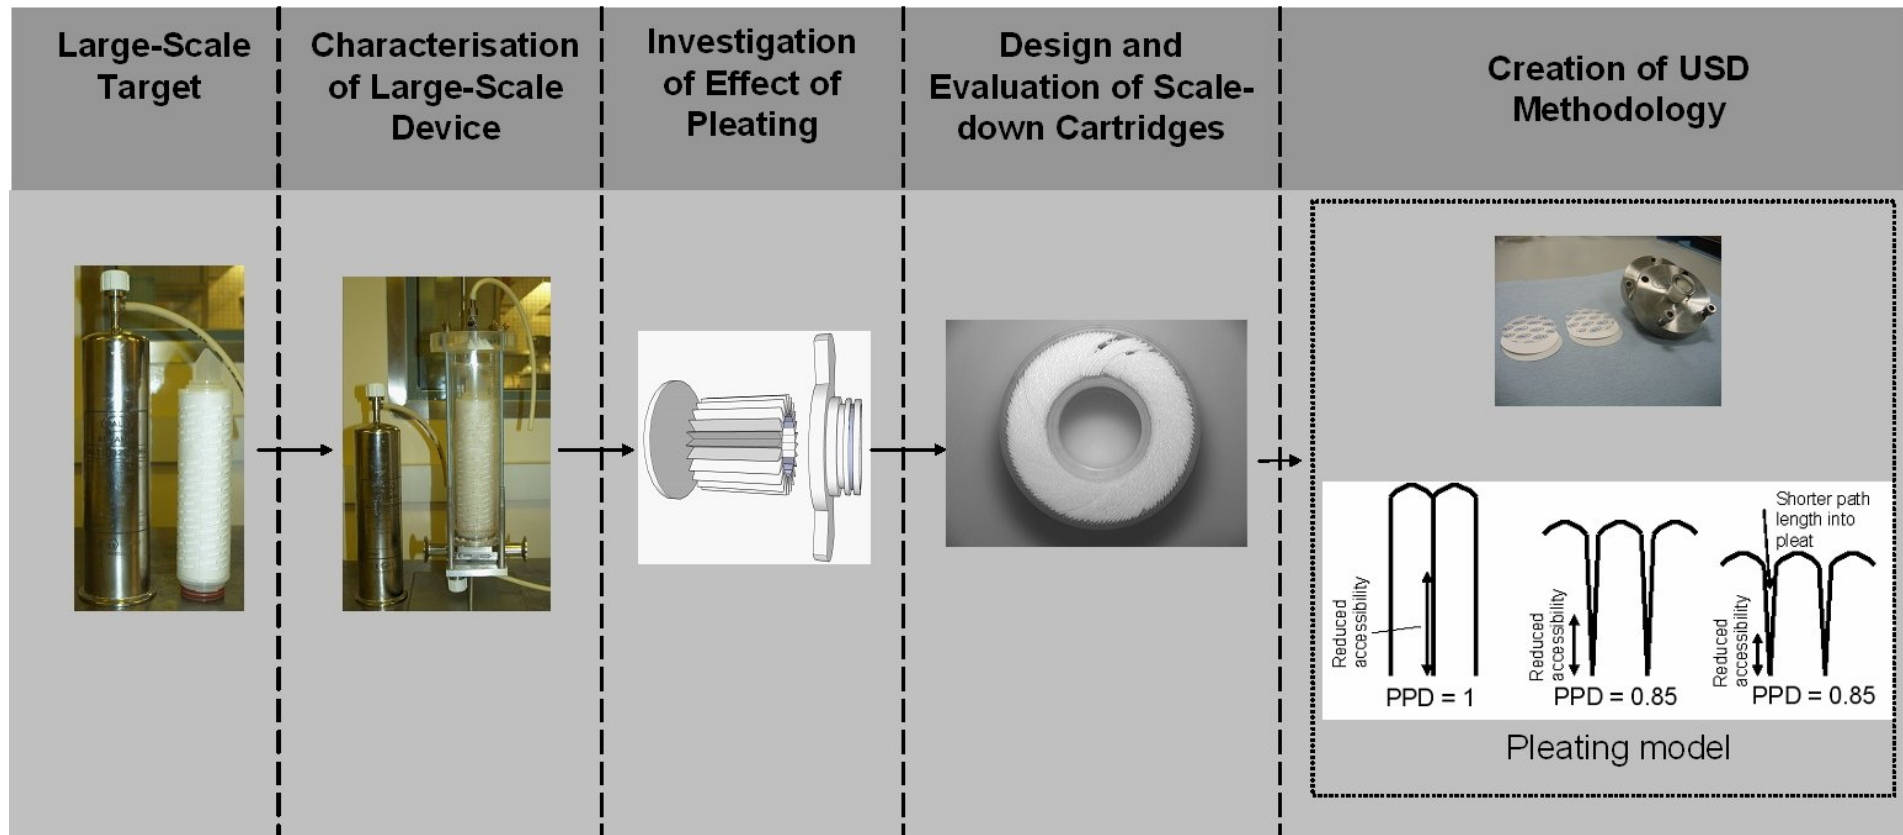 Large-Scale
Target
Characterisation
of Large-Scale
Device
Investigation
of Effect of
Pleating
Design and
Evaluation of Scale-
down Cartridges
Creation of USD
Methodology
Reduced
accessibility
PPD = 1
Reduced
accessibility
PPD = 0.85
Shorter path
length into
pleat
Reduced
accessibility
PPD = 0.85
Pleating model